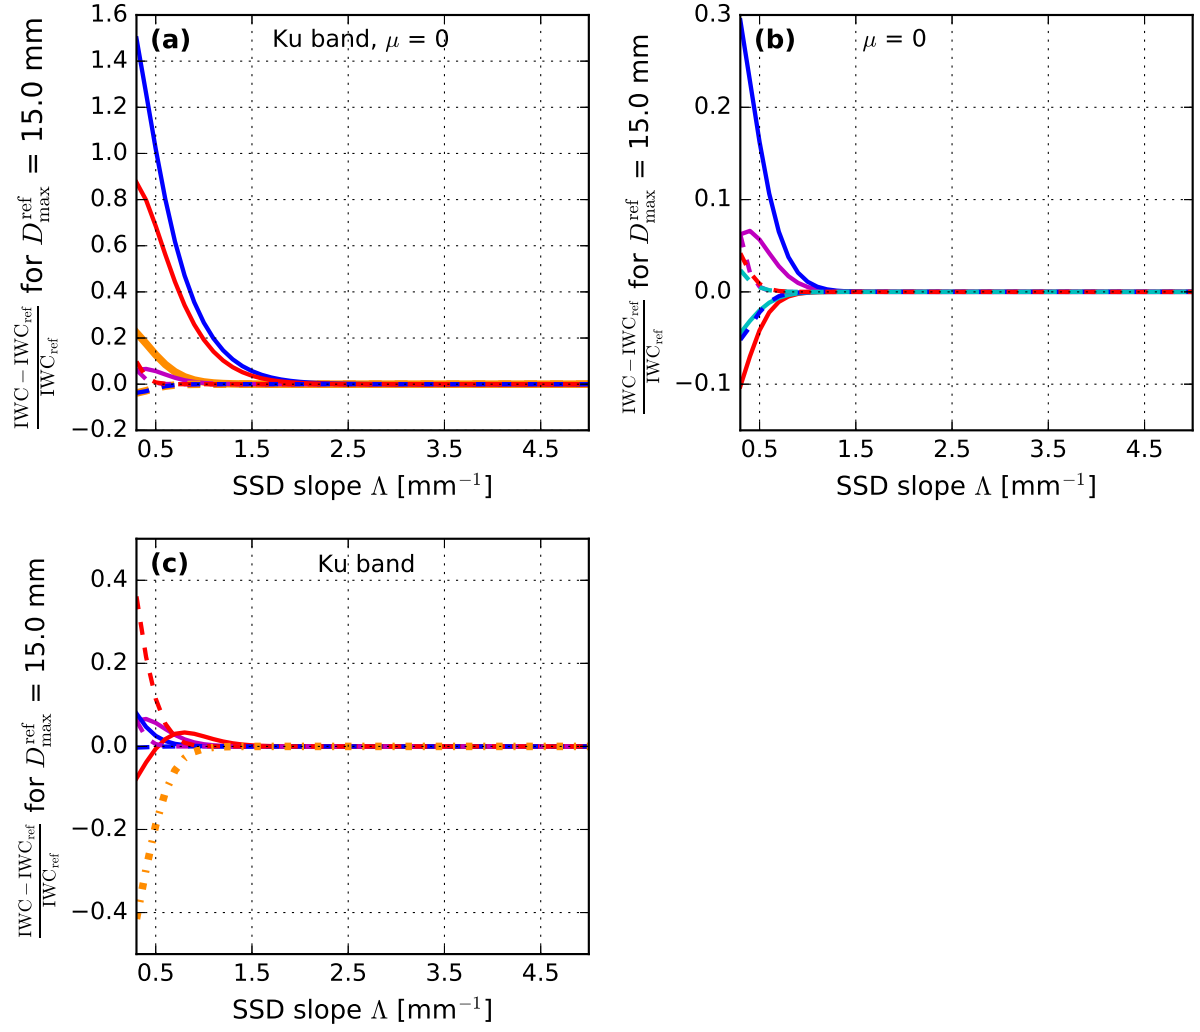 (a)
Ku band, μ = 0
1.6
1.4
1.2
1.0
0.8
0.6
0.4
0.2
0.0
−0.2
0.5
1.5
2.5
3.5
4.5
SSD slope Λ [mm⁻¹]
IWC − IWC_ref / IWC_ref for D_max^ref = 15.0 mm
(b)
μ = 0
0.3
0.2
0.1
0.0
−0.1
0.5
1.5
2.5
3.5
4.5
SSD slope Λ [mm⁻¹]
IWC − IWC_ref / IWC_ref for D_max^ref = 15.0 mm
(c)
Ku band
0.4
0.2
0.0
−0.2
−0.4
0.5
1.5
2.5
3.5
4.5
SSD slope Λ [mm⁻¹]
IWC − IWC_ref / IWC_ref for D_max^ref = 15.0 mm